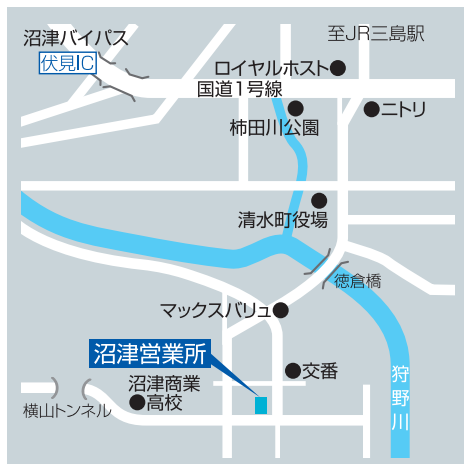 沼津バイパス
伏見IC
至JR三島駅
ロイヤルホスト
国道1号線
ニトリ
柿田川公園
清水町役場
徳倉橋
マックスバリュ
沼津営業所
交番
沼津商業
高校
横山トンネル
狩野川